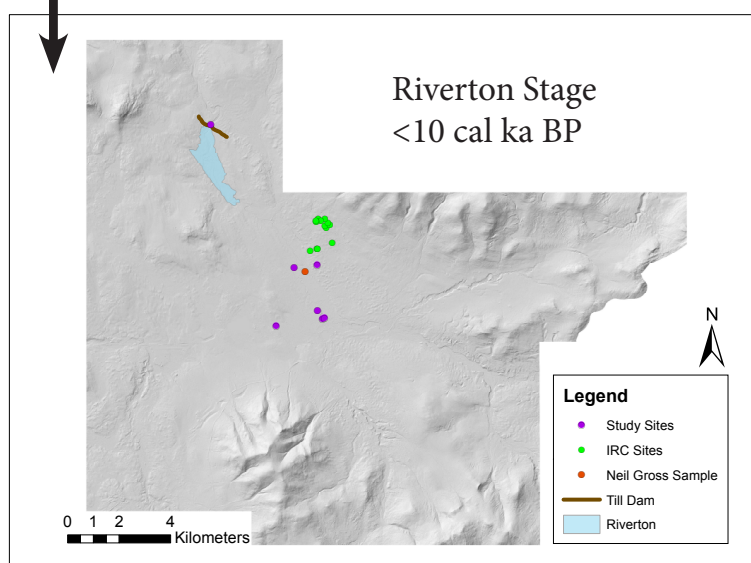 Riverton Stage
<10 cal ka BP
N
Legend
Study Sites
IRC Sites
Neil Gross Sample
Till Dam
Riverton
0 1 2 4
Kilometers